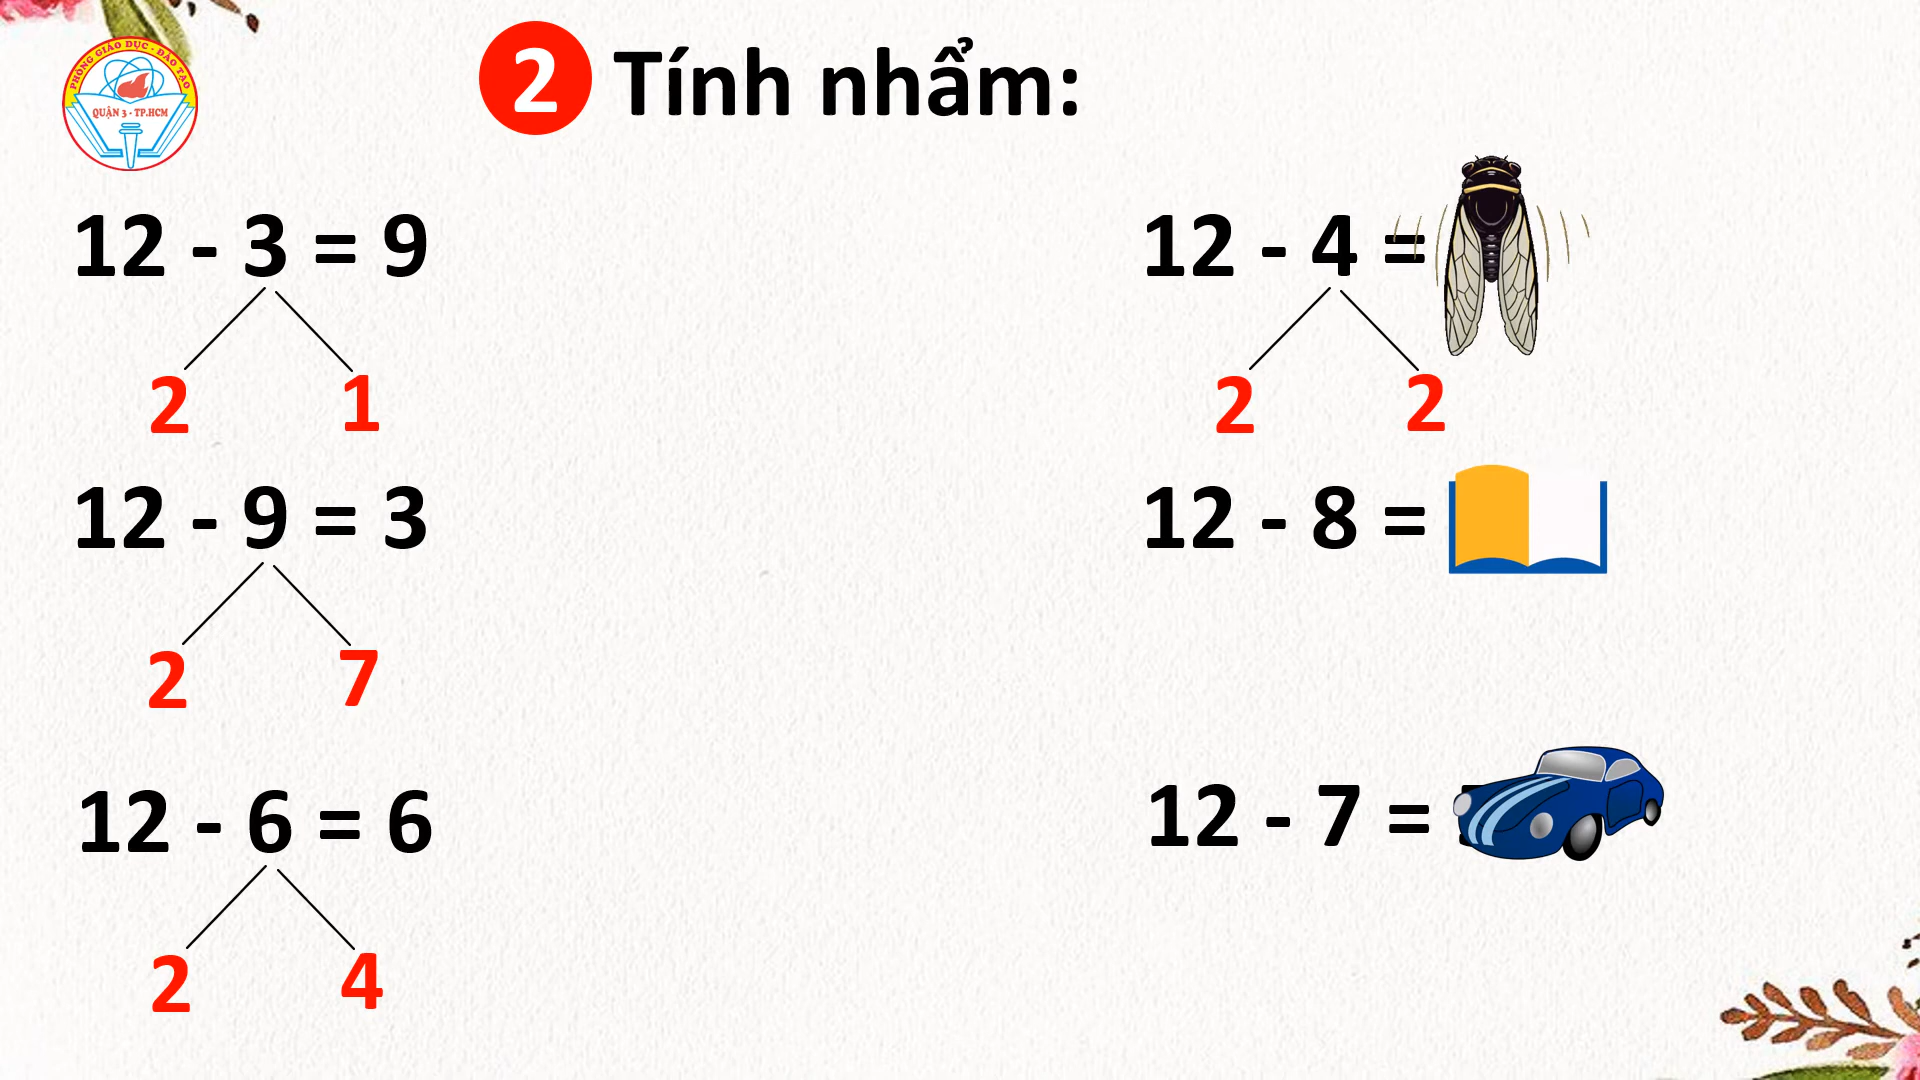 PHÒNG GIÁO DỤC - ĐÀO TẠO
QUẬN 3 - TP.HCM
2 Tính nhẩm:
12 - 3 = 9
2 1
12 - 9 = 3
2 7
12 - 6 = 6
2 4
12 - 4 =
2 2
12 - 8 =
12 - 7 =